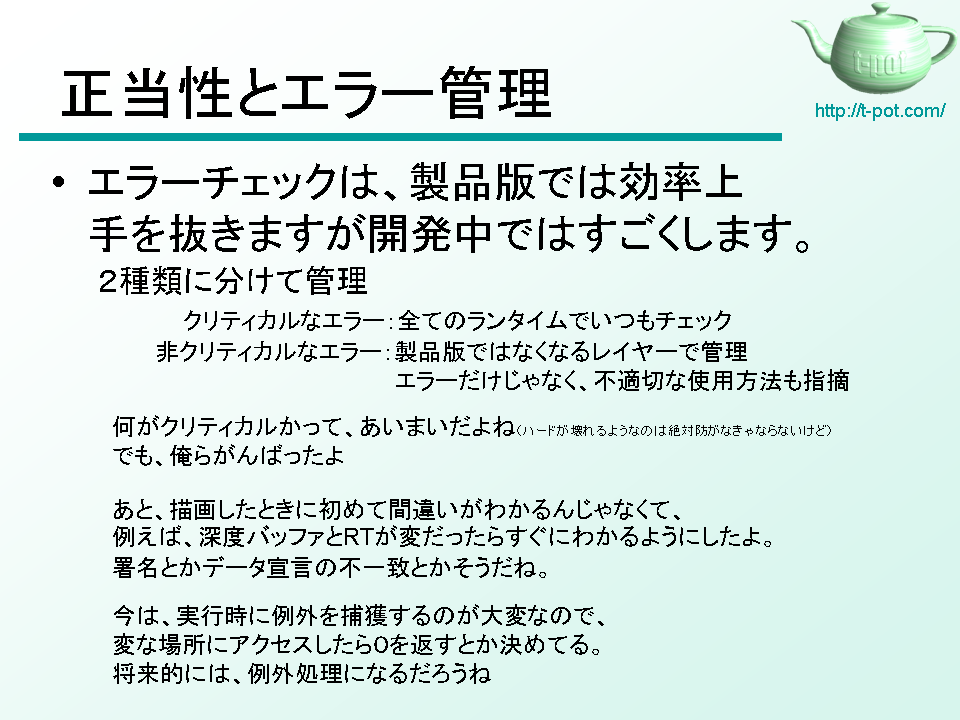 t-pot
http://t-pot.com/
正当性とエラー管理
• エラーチェックは、製品版では効率上
手を抜きますが開発中ではすごくします。
２種類に分けて管理
クリティカルなエラー：全てのランタイムでいつもチェック
非クリティカルなエラー：製品版ではなくなるレイヤーで管理
エラーだけじゃなく、不適切な使用方法も指摘
何がクリティカルかって、あいまいだよね（ハードが壊れるようなのは絶対防がなきゃならないけど）
でも、俺らがんばったよ
あと、描画したときに初めて間違いがわかるんじゃなくて、
例えば、深度バッファとRTが変だったらすぐにわかるようにしたよ。
署名とかデータ宣言の不一致とかそうだね。
今は、実行時に例外を捕獲するのが大変なので、
変な場所にアクセスしたら０を返すとか決めてる。
将来的には、例外処理になるだろうね